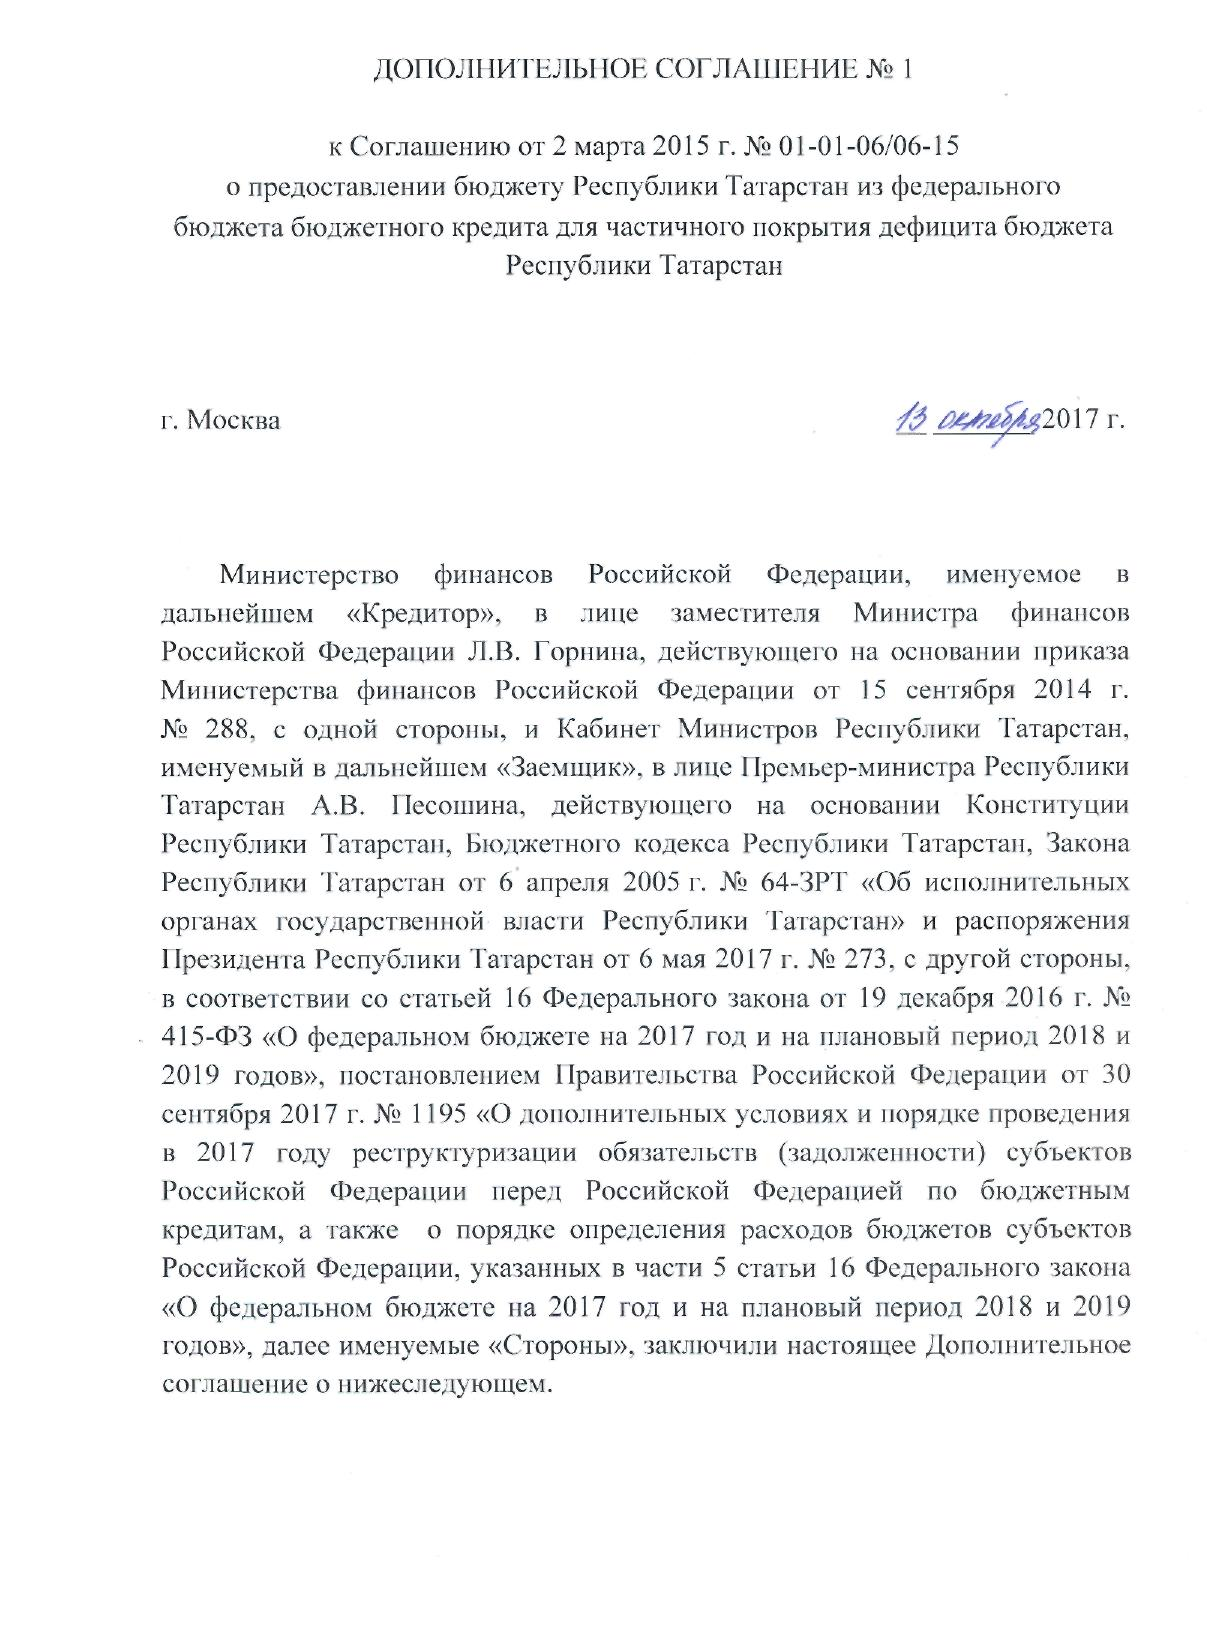 ДОПОЛНИТЕЛЬНОЕ СОГЛАШЕНИЕ № 1
к Соглашению от 2 марта 2015 г. № 01-01-06/06-15
о предоставлении бюджету Республики Татарстан из федерального
бюджета бюджетного кредита для частичного покрытия дефицита бюджета
Республики Татарстан
г. Москва 13 октября 2017 г.
Министерство финансов Российской Федерации, именуемое в
дальнейшем «Кредитор», в лице заместителя Министра финансов
Российской Федерации Л.В. Горнина, действующего на основании приказа
Министерства финансов Российской Федерации от 15 сентября 2014 г.
№ 288, с одной стороны, и Кабинет Министров Республики Татарстан,
именуемый в дальнейшем «Заемщик», в лице Премьер-министра Республики
Татарстан А.В. Песошина, действующего на основании Конституции
Республики Татарстан, Бюджетного кодекса Республики Татарстан, Закона
Республики Татарстан от 6 апреля 2005 г. № 64-ЗРТ «Об исполнительных
органах государственной власти Республики Татарстан» и распоряжения
Президента Республики Татарстан от 6 мая 2017 г. № 273, с другой стороны,
в соответствии со статьей 16 Федерального закона от 19 декабря 2016 г. №
415-ФЗ «О федеральном бюджете на 2017 год и на плановый период 2018 и
2019 годов», постановлением Правительства Российской Федерации от 30
сентября 2017 г. № 1195 «О дополнительных условиях и порядке проведения
в 2017 году реструктуризации обязательств (задолженности) субъектов
Российской Федерации перед Российской Федерацией по бюджетным
кредитам, а также о порядке определения расходов бюджетов субъектов
Российской Федерации, указанных в части 5 статьи 16 Федерального закона
«О федеральном бюджете на 2017 год и на плановый период 2018 и 2019
годов», далее именуемые «Стороны», заключили настоящее Дополнительное
соглашение о нижеследующем.